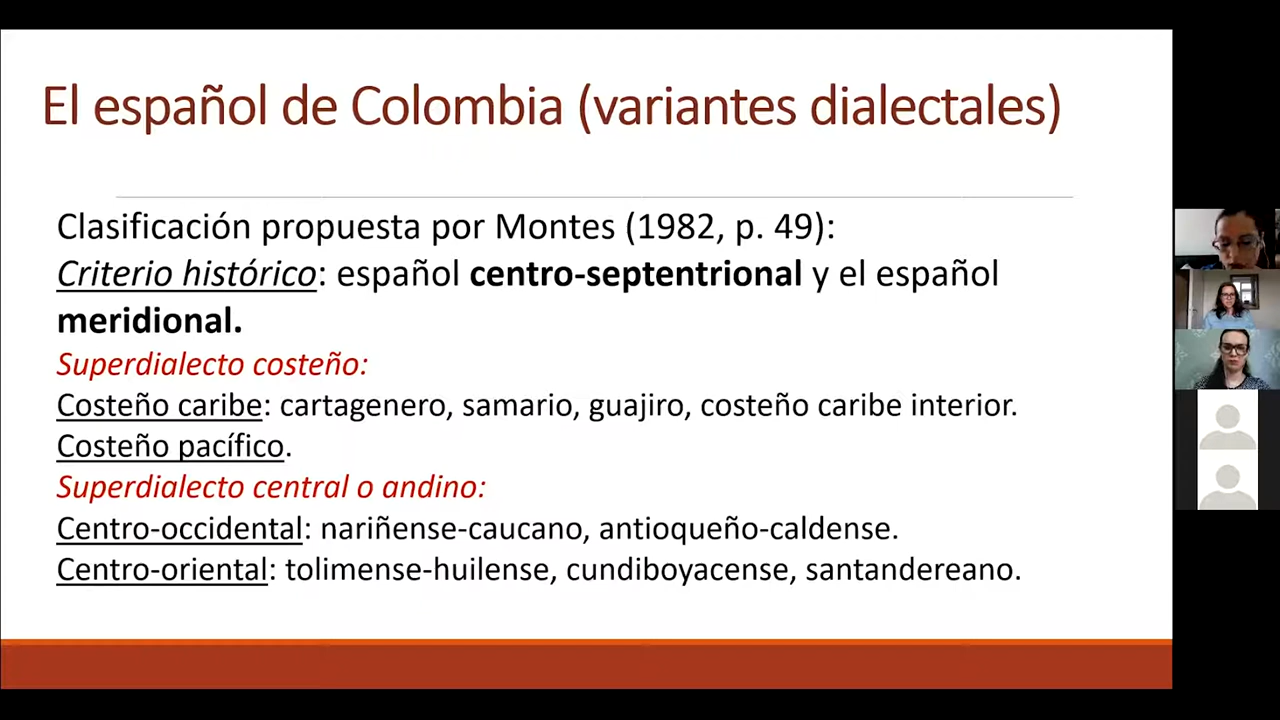 El español de Colombia (variantes dialectales)
Clasificación propuesta por Montes (1982, p. 49):
Criterio histórico: español centro-septentrional y el español
meridional.
Superdialecto costeño:
Costeño caribe: cartagenero, samario, guajiro, costeño caribe interior.
Costeño pacífico.
Superdialecto central o andino:
Centro-occidental: nariñense-caucano, antioqueño-caldense.
Centro-oriental: tolimense-huilense, cundiboyacense, santandereano.